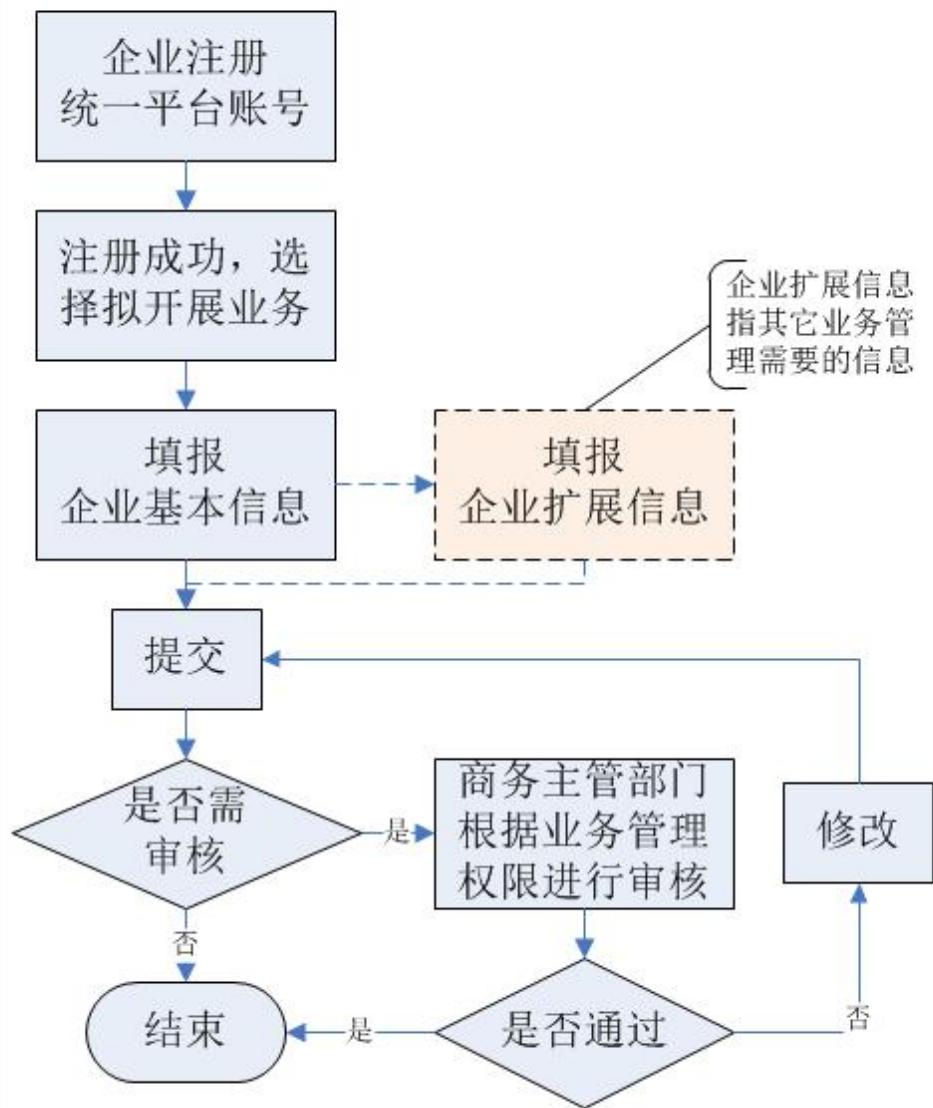 企业注册
统一平台账号
注册成功，选
择拟开展业务
企业扩展信息
指其它业务管
理需要的信息
填报
企业基本信息
填报
企业扩展信息
提交
是否需
审核
是
商务主管部门
根据业务管理
权限进行审核
修改
否
结束
是
是否通过
否